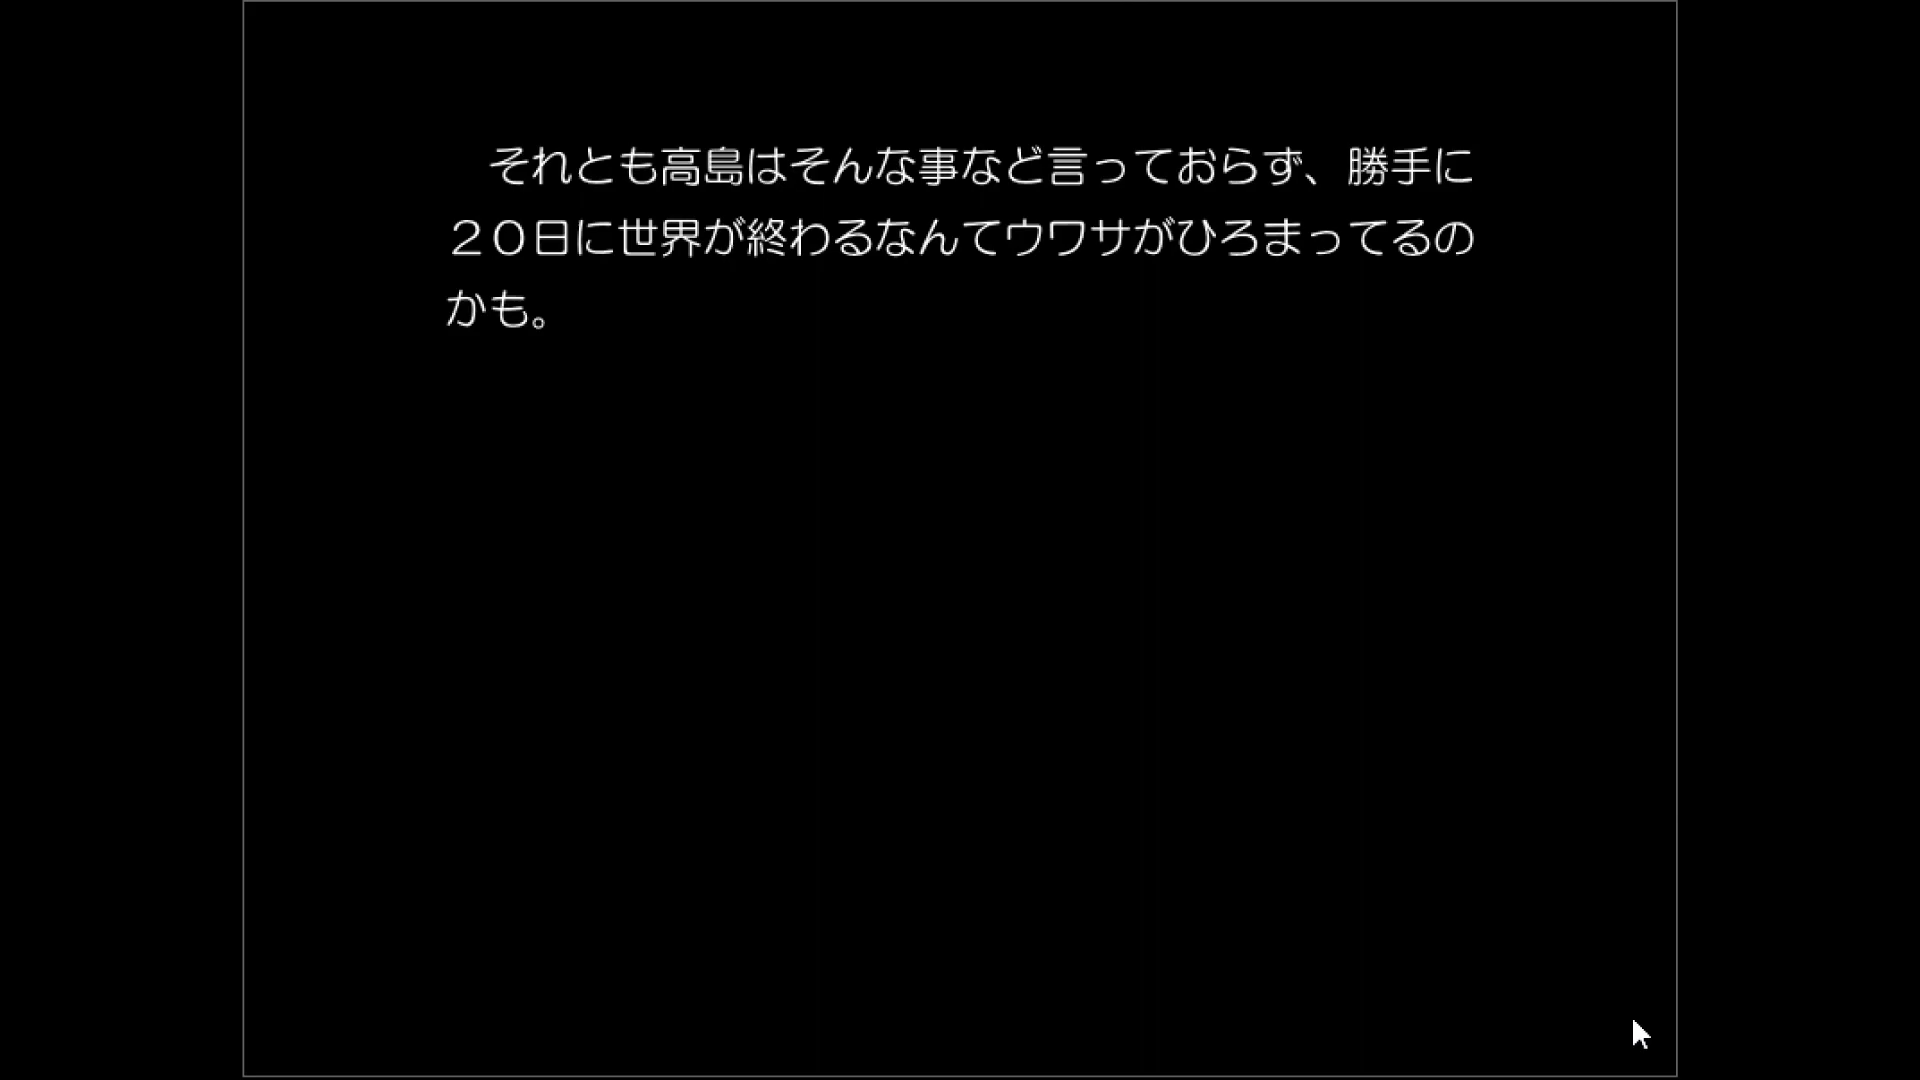 それとも高島はそんな事など言っておらず、勝手に
２０日に世界が終わるなんてウワサがひろまってるの
かも。